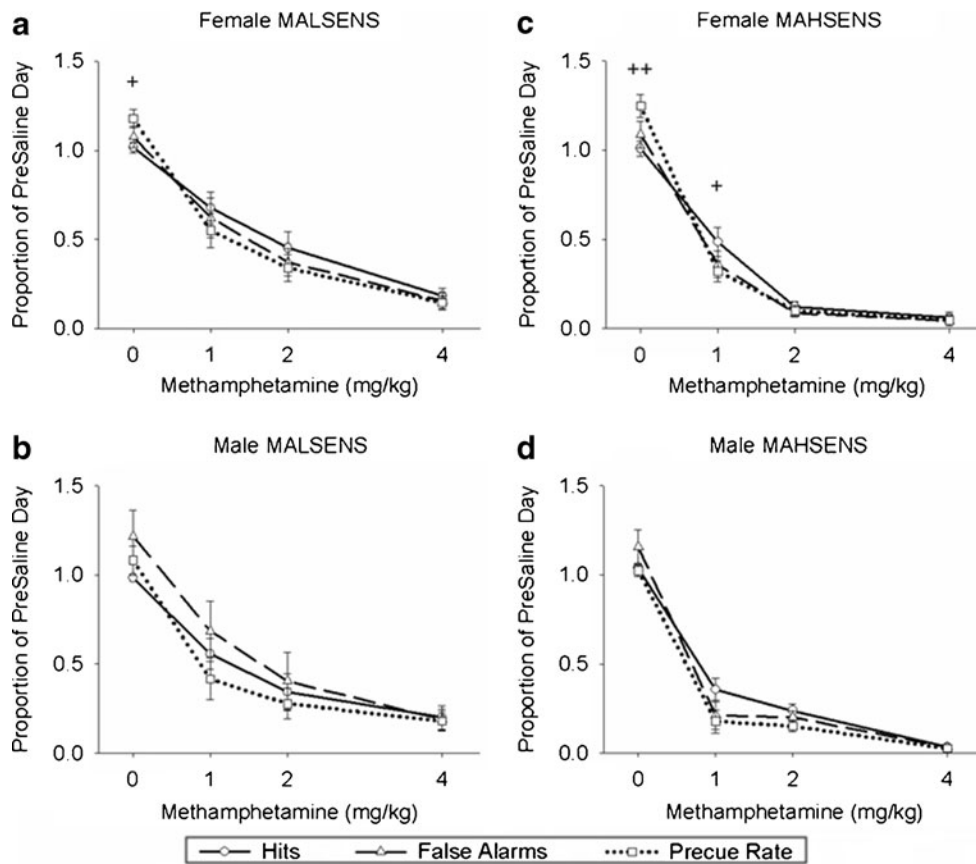 a
Female MALSENS
Proportion of PreSaline Day
1.5
1.0
0.5
0.0
+
0 1 2 4
Methamphetamine (mg/kg)
c
Female MAHSENS
Proportion of PreSaline Day
1.5
1.0
0.5
0.0
++
+
0 1 2 4
Methamphetamine (mg/kg)
b
Male MALSENS
Proportion of PreSaline Day
1.5
1.0
0.5
0.0
0 1 2 4
Methamphetamine (mg/kg)
d
Male MAHSENS
Proportion of PreSaline Day
1.5
1.0
0.5
0.0
0 1 2 4
Methamphetamine (mg/kg)
Hits False Alarms Precue Rate